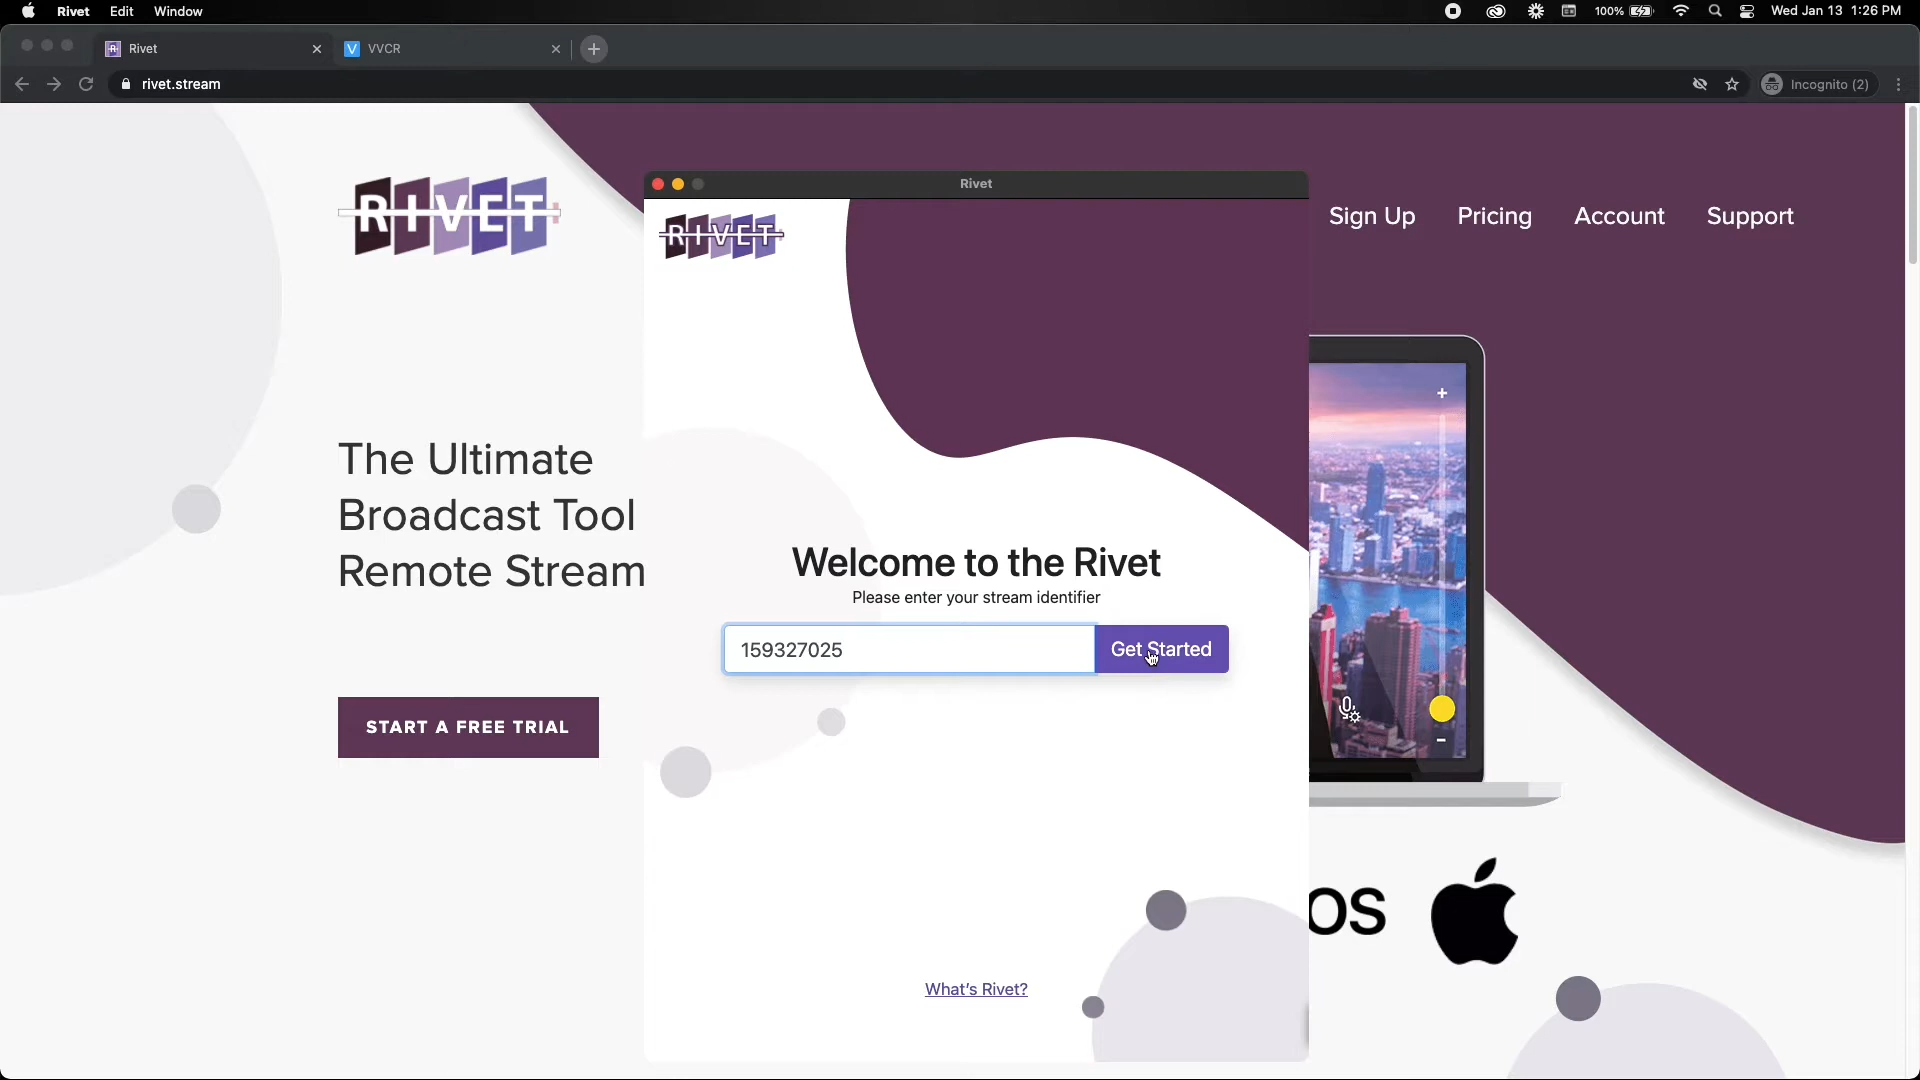 Rivet Edit Window
100% Wed Jan 13 1:26 PM
Rivet
VVCR
rivet.stream
Incognito (2)
RIVET
Sign Up Pricing Account Support
The Ultimate
Broadcast Tool
Remote Stream
START A FREE TRIAL
Rivet
RIVET
Welcome to the Rivet
Please enter your stream identifier
159327025
Get Started
What's Rivet?
OS